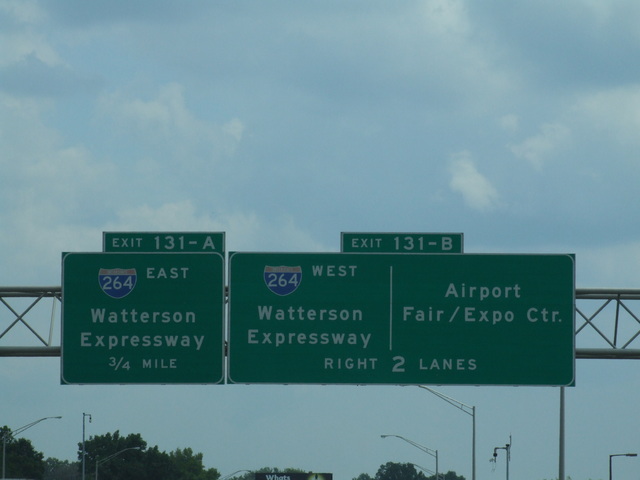 EXIT 131-A
264 EAST
Watterson
Expressway
3/4 MILE
EXIT 131-B
264 WEST
Watterson
Expressway
Airport
Fair/Expo Ctr.
RIGHT 2 LANES
Whats